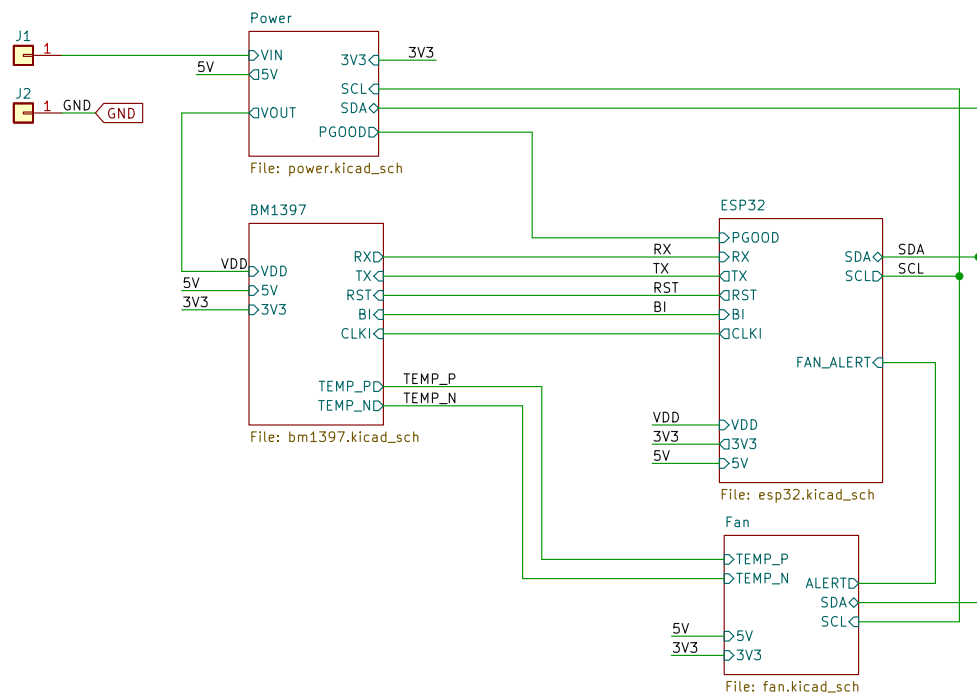 Power
J1
1
VIN
3V3
3V3
5V
5V
SCL
J2
1
GND
GND
VOUT
SDA
PGOOD
File: power.kicad_sch
BM1397
ESP32
PGOOD
RX
RX
RX
SDA
SDA
VDD
VDD
TX
TX
TX
SCL
SCL
5V
5V
RST
RST
RST
3V3
3V3
BI
BI
BI
CLKI
CLKI
FAN_ALERT
TEMP_P
TEMP_P
TEMP_N
TEMP_N
VDD
VDD
File: bm1397.kicad_sch
3V3
3V3
5V
5V
File: esp32.kicad_sch
Fan
TEMP_P
TEMP_N
ALERT
SDA
SCL
5V
5V
3V3
3V3
File: fan.kicad_sch